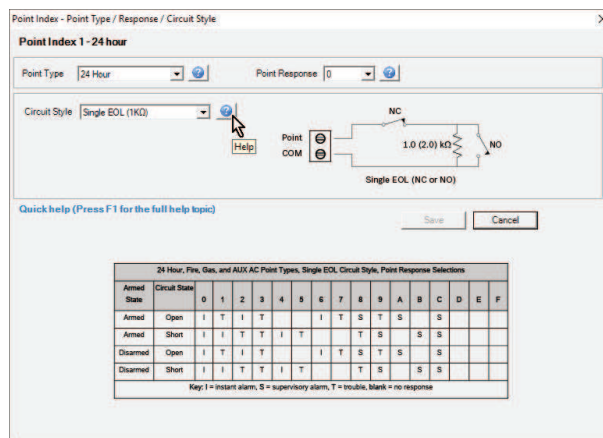 Point Index - Point Type / Response / Circuit Style
Point Index 1 - 24 hour
Point Type 24 Hour Point Response 0
Circuit Style Single EOL (1KΩ)
Help
NC
Point
COM
1.0 (2.0) kΩ
NO
Single EOL (NC or NO)
Quick help (Press F1 for the full help topic)
Save Cancel
24 Hour, Fire, Gas, and AUX AC Point Types, Single EOL Circuit Style, Point Response Selections
Armed State Circuit State 0 1 2 3 4 5 6 7 8 9 A B C D E F
Armed Open I T I T I T S T S S
Armed Short I I T T I T T S S S
Disarmed Open I T I T I T S T S S
Disarmed Short I I T T I T T S S S
Key: I = instant alarm, S = supervisory alarm, T = trouble, blank = no response